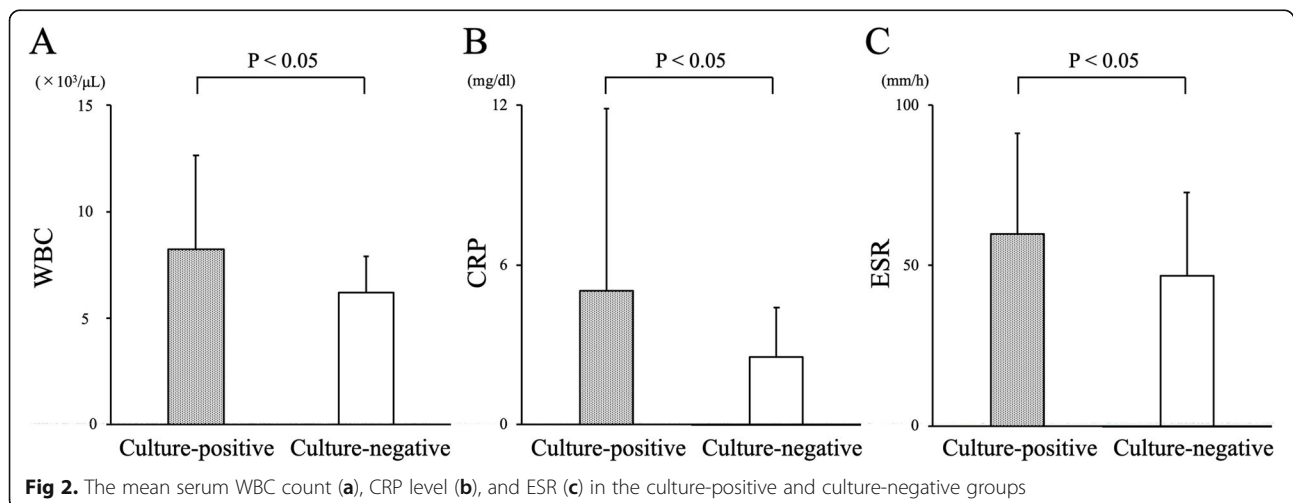 A
B
C
P < 0.05
P < 0.05
P < 0.05
(×10³/μL)
(mg/dl)
(mm/h)
15
10
5
0
WBC
12
6
0
CRP
100
50
0
ESR
Culture-positive Culture-negative
Culture-positive Culture-negative
Culture-positive Culture-negative
Fig 2. The mean serum WBC count (a), CRP level (b), and ESR (c) in the culture-positive and culture-negative groups